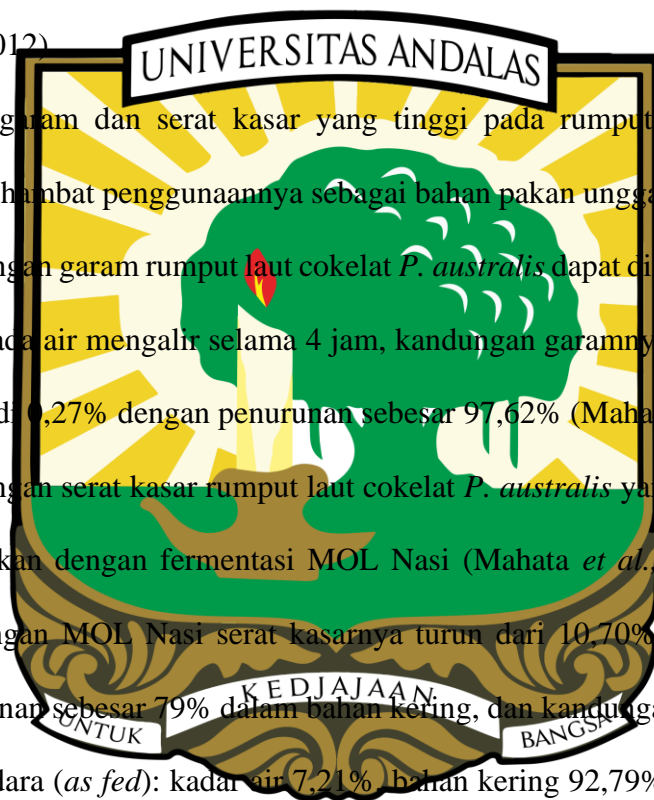 012)
UNIVERSITAS ANDALAS
garam dan serat kasar yang tinggi pada rumput
hambat penggunaannya sebagai bahan pakan ungga
ngan garam rumput laut cokelat P. australis dapat di
ada air mengalir selama 4 jam, kandungan garamny
di 0,27% dengan penurunan sebesar 97,62% (Maha
ngan serat kasar rumput laut cokelat P. australis ya
kan dengan fermentasi MOL Nasi (Mahata et al.,
ngan MOL Nasi serat kasarnya turun dari 10,70%
nan sebesar 79% dalam bahan kering, dan kandunga
KEDJAJAAN
UNTUK
BANGSA
dara (as fed): kadar air 7,21%, bahan kering 92,79%